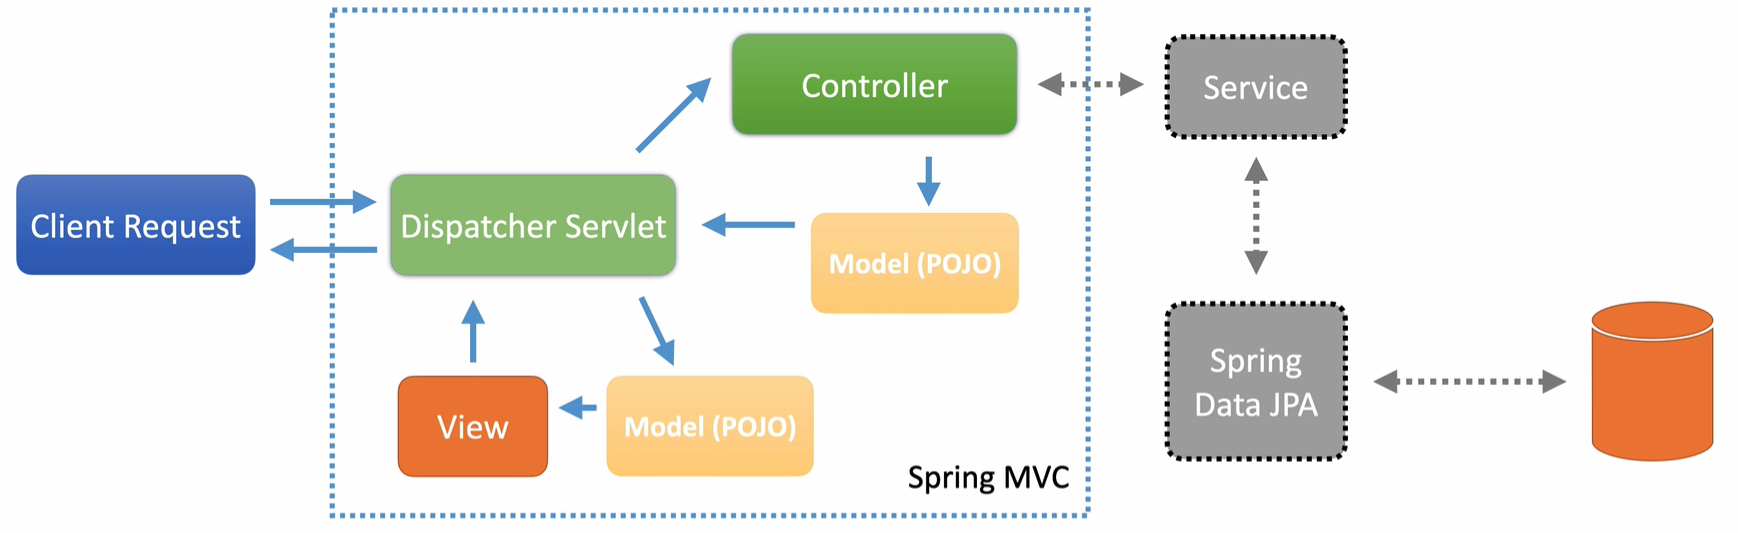 Controller
Service
Client Request
Dispatcher Servlet
Model (POJO)
Spring
Data JPA
View
Model (POJO)
Spring MVC